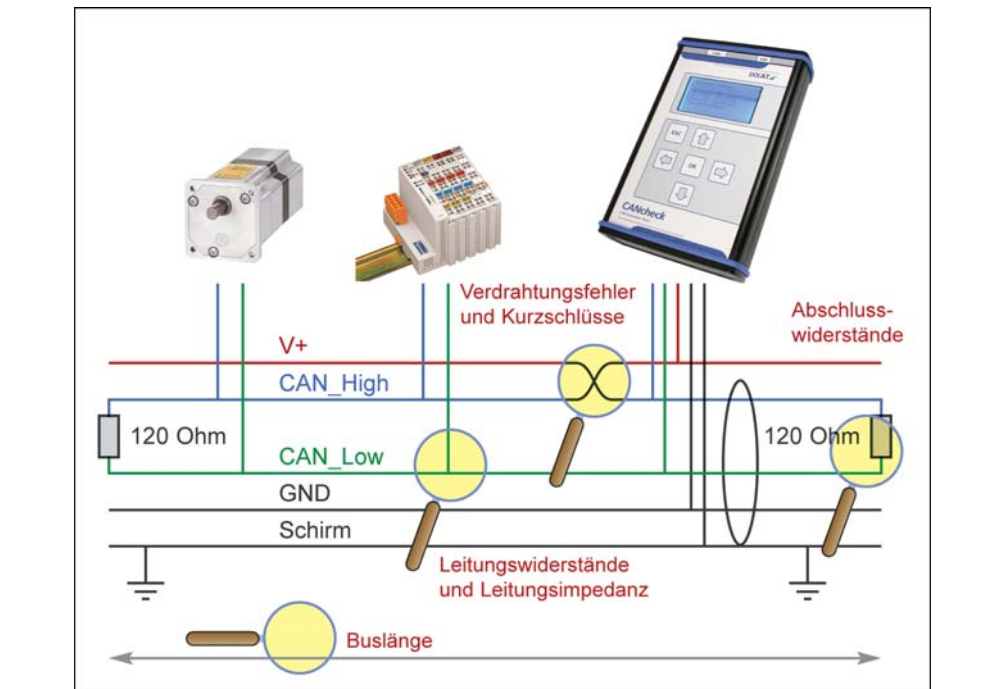 IXXAT
ESC
OK
CANcheck
Verdrahtungsfehler
und Kurzschlüsse
Abschluss-
widerstände
V+
CAN_High
120 Ohm
120 Ohm
CAN_Low
GND
Schirm
Leitungswiderstände
und Leitungsimpedanz
Buslänge